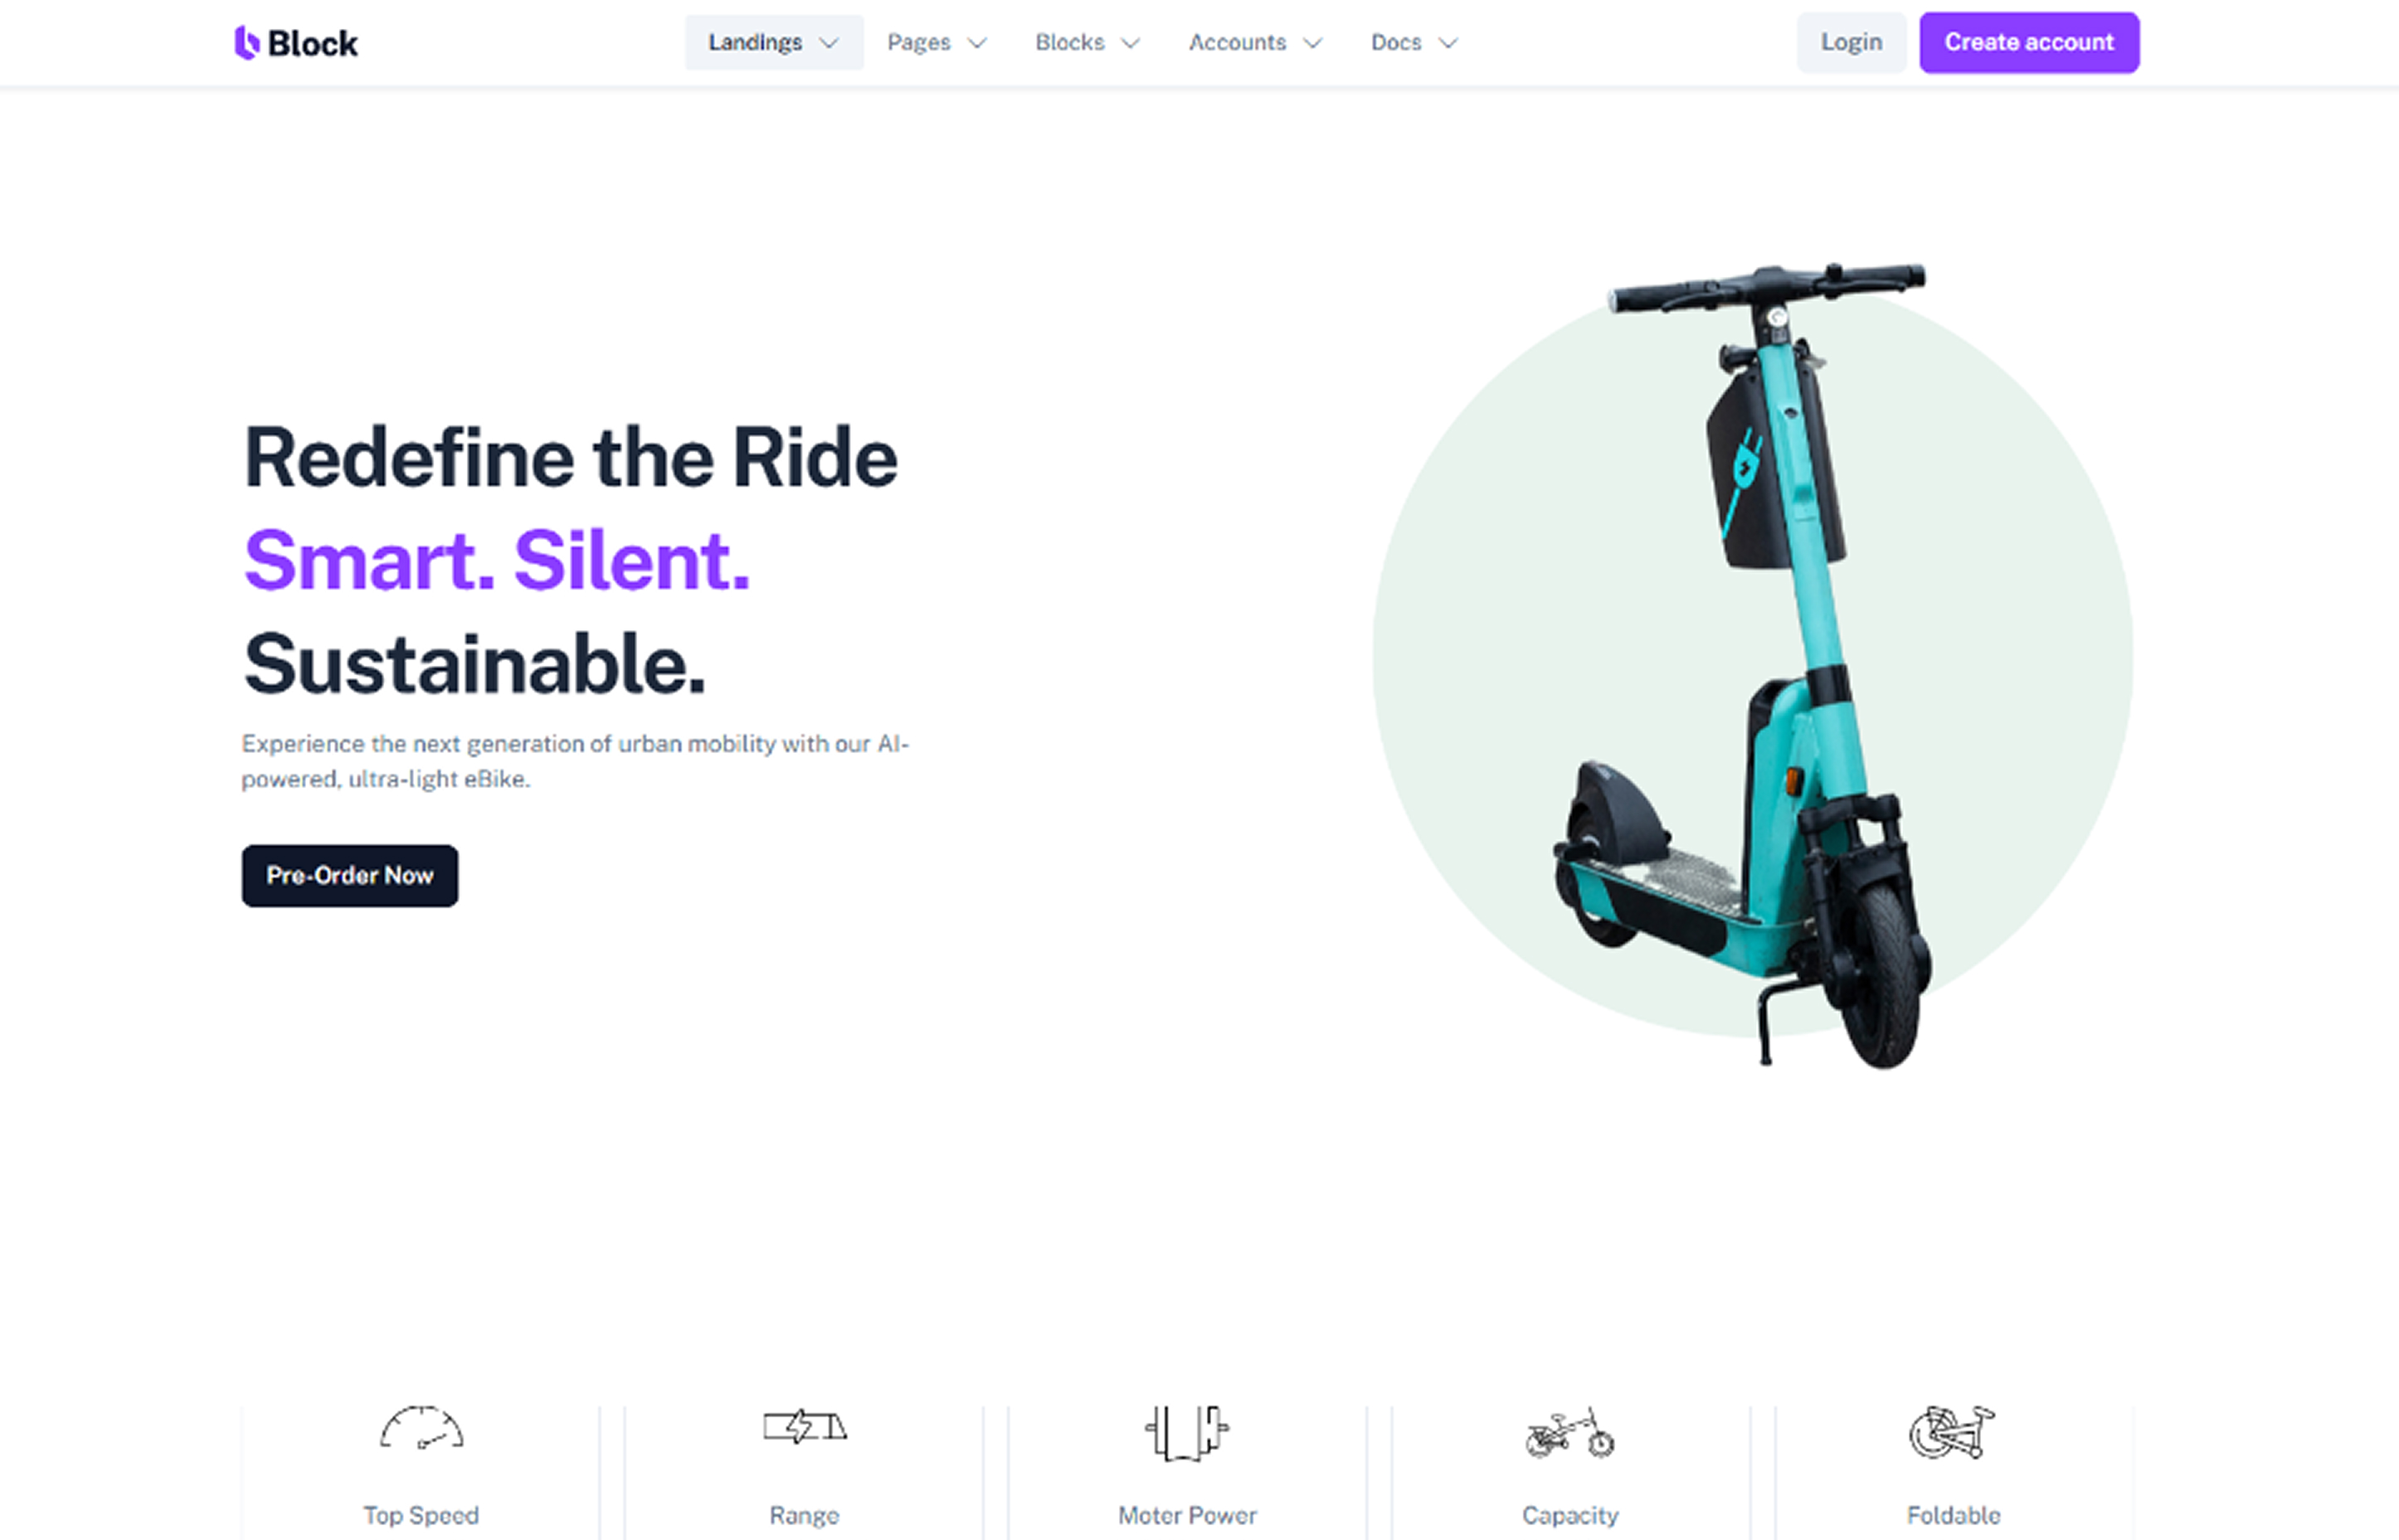 Block
Landings
Pages
Blocks
Accounts
Docs
Login
Create account
Redefine the Ride
Smart. Silent.
Sustainable.
Experience the next generation of urban mobility with our AI-
powered, ultra-light eBike.
Pre-Order Now
Top Speed
Range
Moter Power
Capacity
Foldable